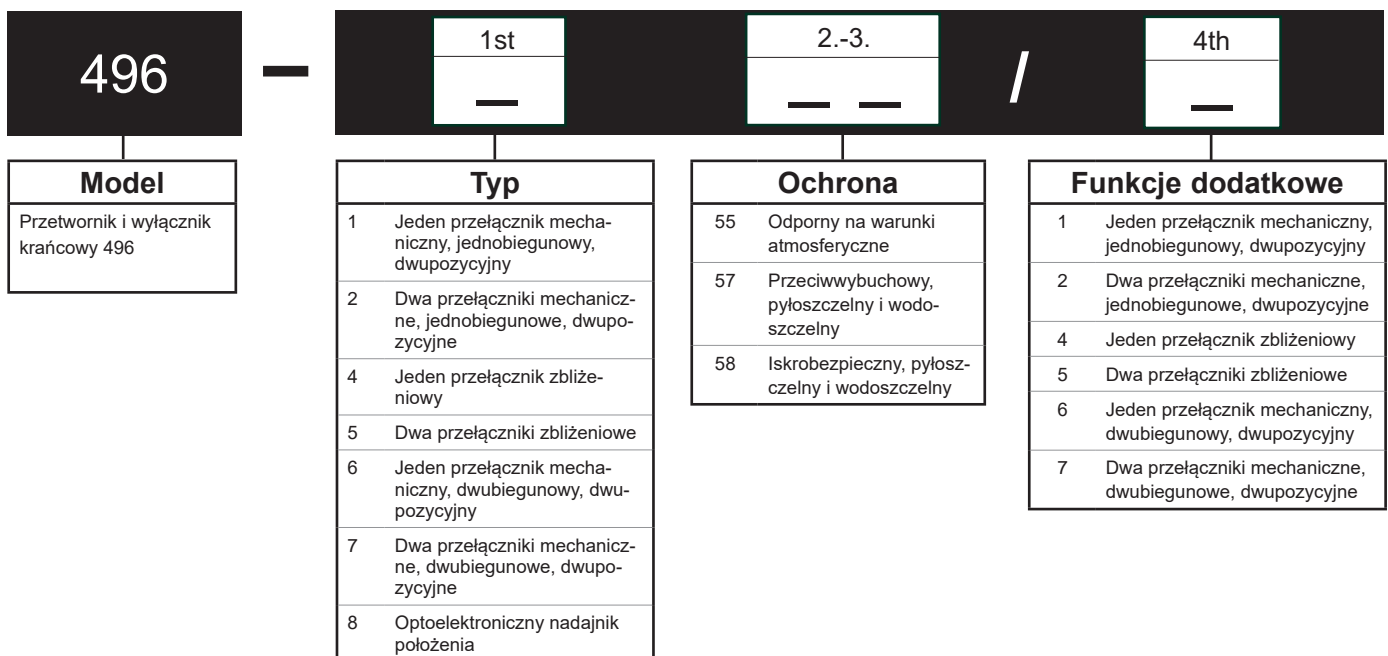 496
–
1st
_
2.-3.
_ _
/
4th
_
Model
Przetwornik i wyłącznik
krańcowy 496
Typ
1 Jeden przełącznik mecha-
niczny, jednobiegunowy,
dwupozycyjny
2 Dwa przełączniki mechanicz-
ne, jednobiegunowe, dwupo-
zycyjne
4 Jeden przełącznik zbliże-
niowy
5 Dwa przełączniki zbliżeniowe
6 Jeden przełącznik mecha-
niczny, dwubiegunowy, dwu-
pozycyjny
7 Dwa przełączniki mechanicz-
ne, dwubiegunowe, dwupo-
zycyjne
8 Optoelektroniczny nadajnik
położenia
Ochrona
55 Odporny na warunki
atmosferyczne
57 Przeciwwybuchowy,
pyłoszczelny i wodo-
szczelny
58 Iskrobezpieczny, pyłosz-
czelny i wodoszczelny
Funkcje dodatkowe
1 Jeden przełącznik mechaniczny,
jednobiegunowy, dwupozycyjny
2 Dwa przełączniki mechaniczne,
jednobiegunowe, dwupozycyjne
4 Jeden przełącznik zbliżeniowy
5 Dwa przełączniki zbliżeniowe
6 Jeden przełącznik mechaniczny,
dwubiegunowy, dwupozycyjny
7 Dwa przełączniki mechaniczne,
dwubiegunowe, dwupozycyjne